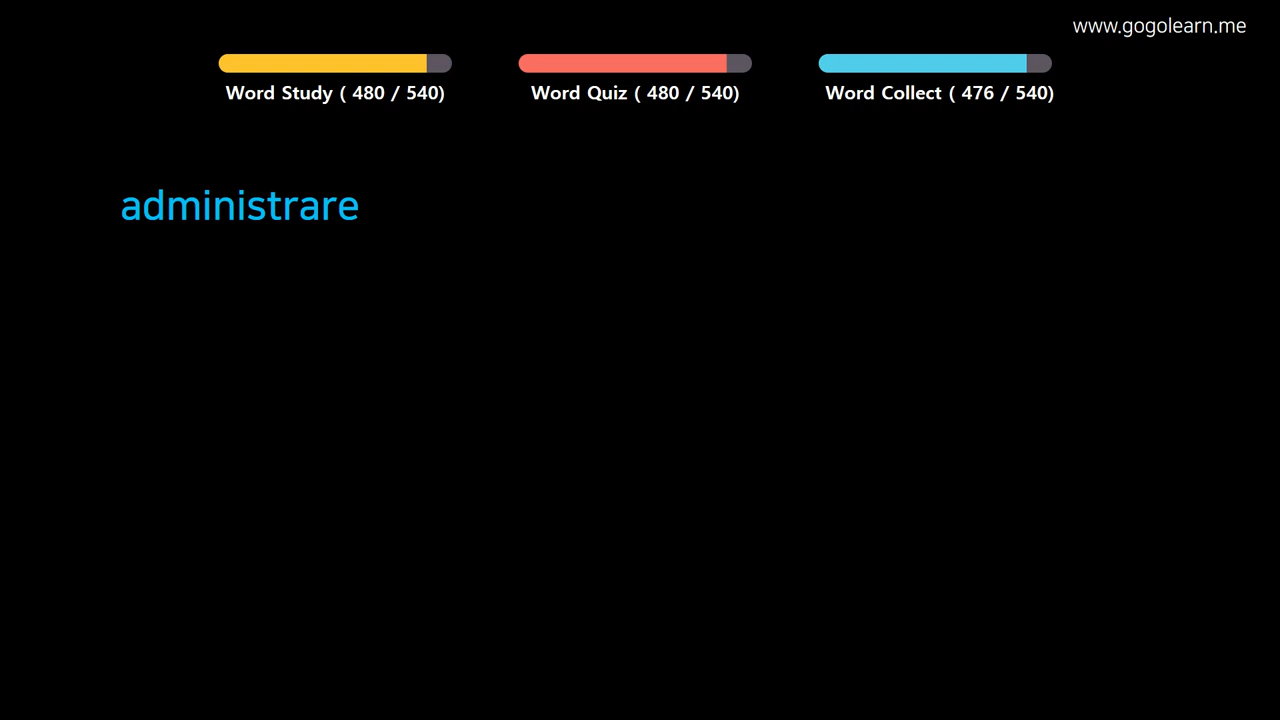 www.gogolearn.me
Word Study ( 480 / 540)
Word Quiz ( 480 / 540)
Word Collect ( 476 / 540)
administrare